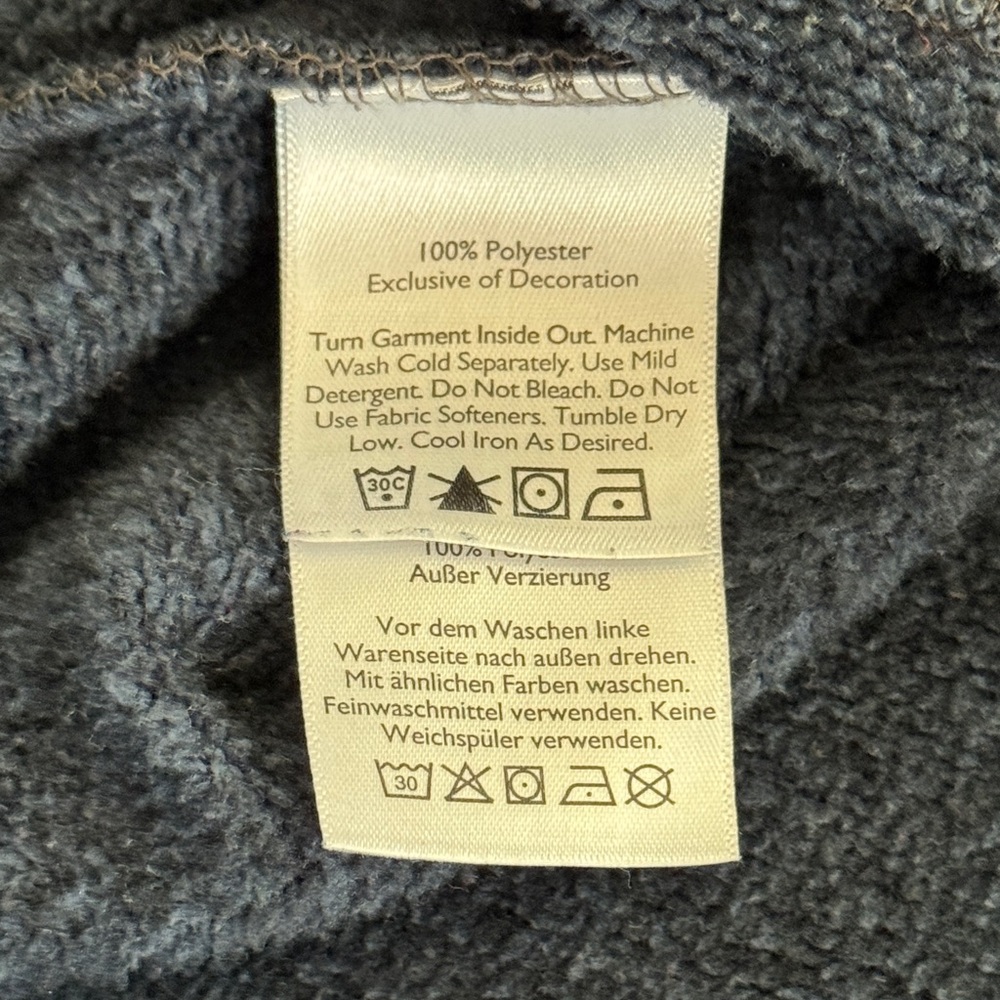 100% Polyester
Exclusive of Decoration
Turn Garment Inside Out. Machine
Wash Cold Separately. Use Mild
Detergent. Do Not Bleach. Do Not
Use Fabric Softeners. Tumble Dry
Low. Cool Iron As Desired.
30C
100%
Außer Verzierung
Vor dem Waschen linke
Warenseite nach außen drehen.
Mit ähnlichen Farben waschen.
Feinwaschmittel verwenden. Keine
Weichspüler verwenden.
30